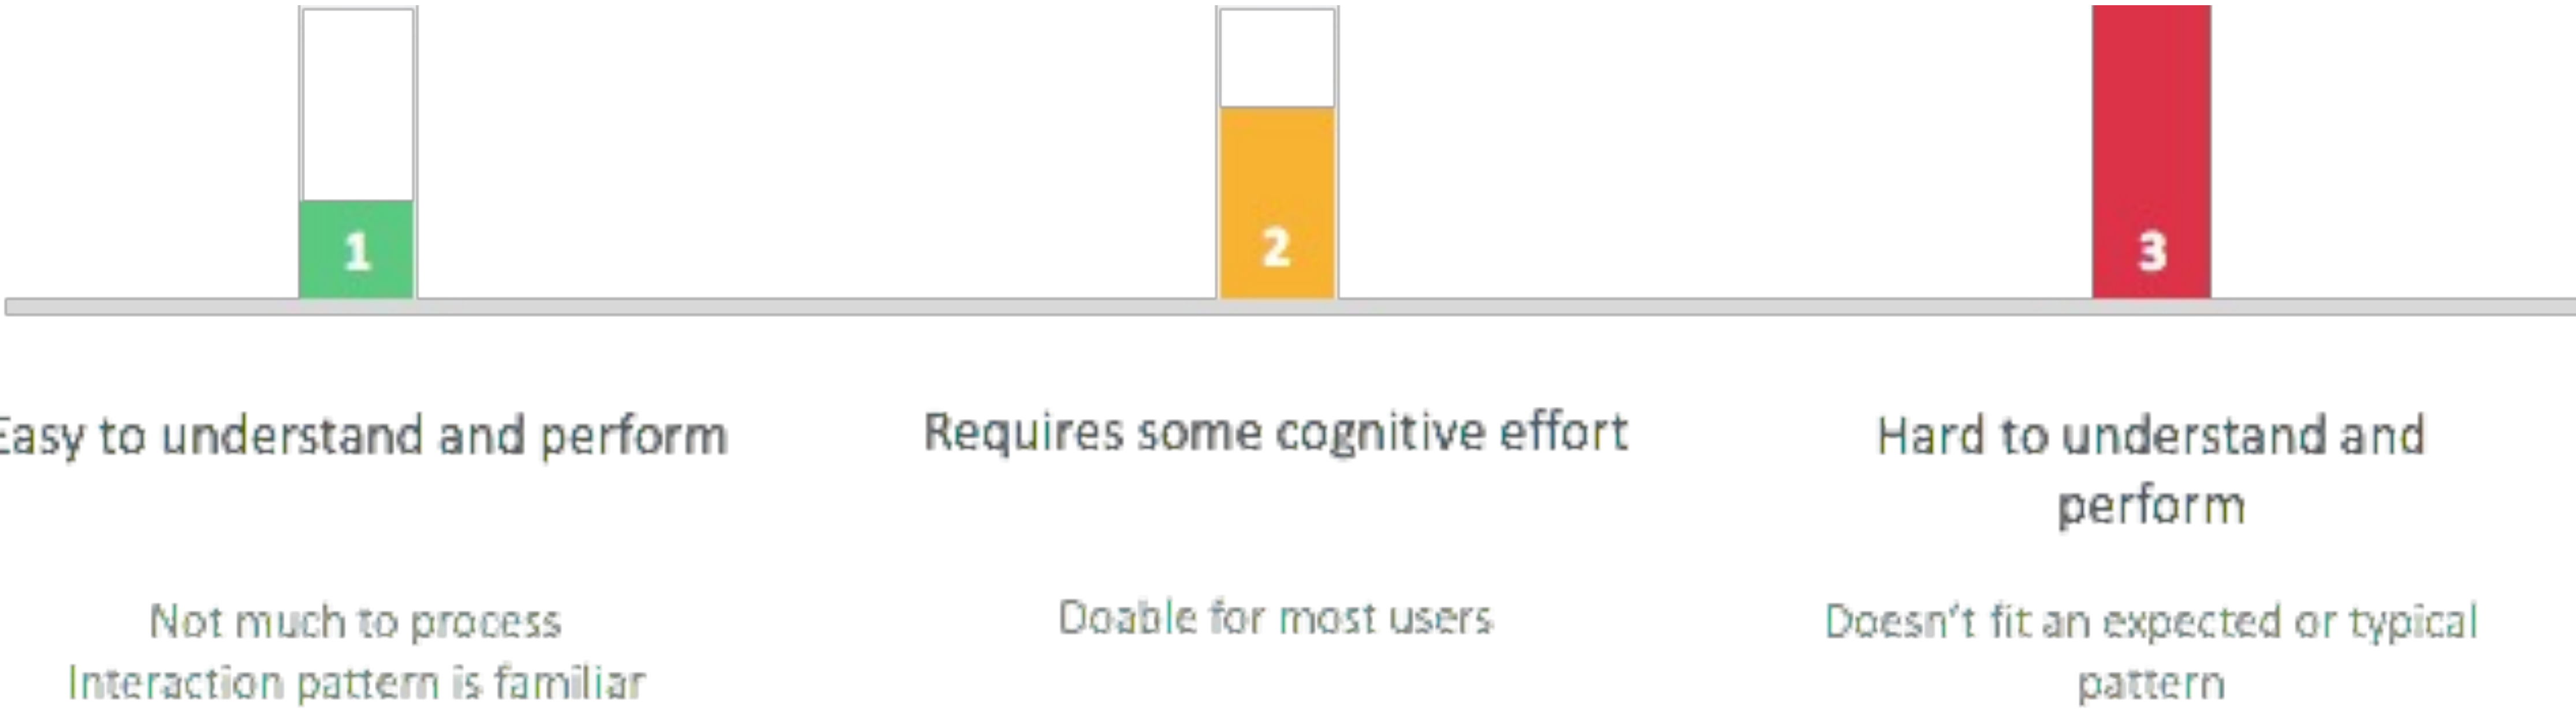 1
2
3
Easy to understand and perform
Requires some cognitive effort
Hard to understand and
perform
Not much to process
Interaction pattern is familiar
Doable for most users
Doesn't fit an expected or typical
pattern